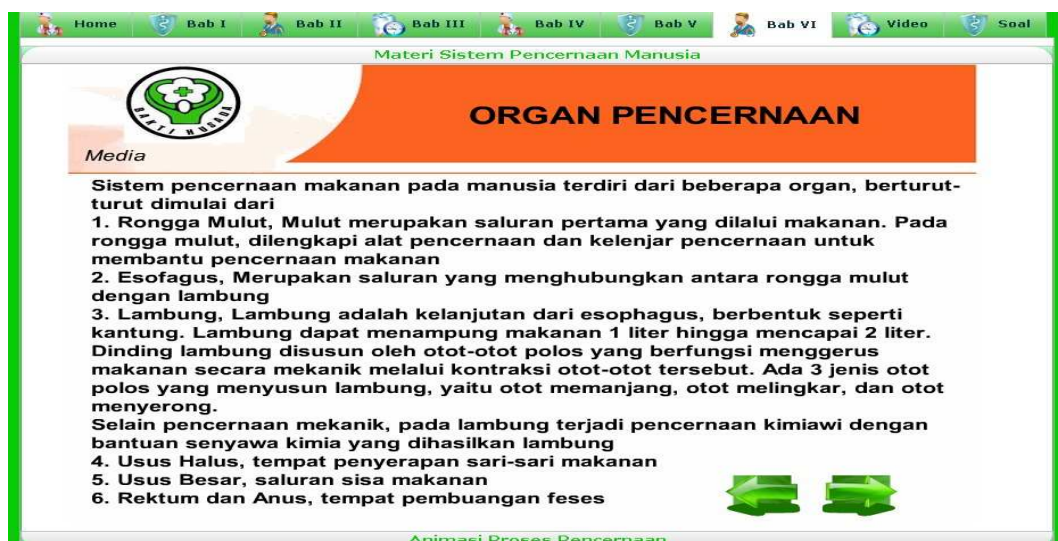 Home Bab I Bab II Bab III Bab IV Bab V Bab VI Video Soal
Materi Sistem Pencernaan Manusia
BAKTI HUSADA
ORGAN PENCERNAAN
Media
Sistem pencernaan makanan pada manusia terdiri dari beberapa organ, berturut-
turut dimulai dari
1. Rongga Mulut, Mulut merupakan saluran pertama yang dilalui makanan. Pada
rongga mulut, dilengkapi alat pencernaan dan kelenjar pencernaan untuk
membantu pencernaan makanan
2. Esofagus, Merupakan saluran yang menghubungkan antara rongga mulut
dengan lambung
3. Lambung, Lambung adalah kelanjutan dari esophagus, berbentuk seperti
kantung. Lambung dapat menampung makanan 1 liter hingga mencapai 2 liter.
Dinding lambung disusun oleh otot-otot polos yang berfungsi menggerus
makanan secara mekanik melalui kontraksi otot-otot tersebut. Ada 3 jenis otot
polos yang menyusun lambung, yaitu otot memanjang, otot melingkar, dan otot
menyerong.
Selain pencernaan mekanik, pada lambung terjadi pencernaan kimiawi dengan
bantuan senyawa kimia yang dihasilkan lambung
4. Usus Halus, tempat penyerapan sari-sari makanan
5. Usus Besar, saluran sisa makanan
6. Rektum dan Anus, tempat pembuangan feses
Animasi Proses Pencernaan